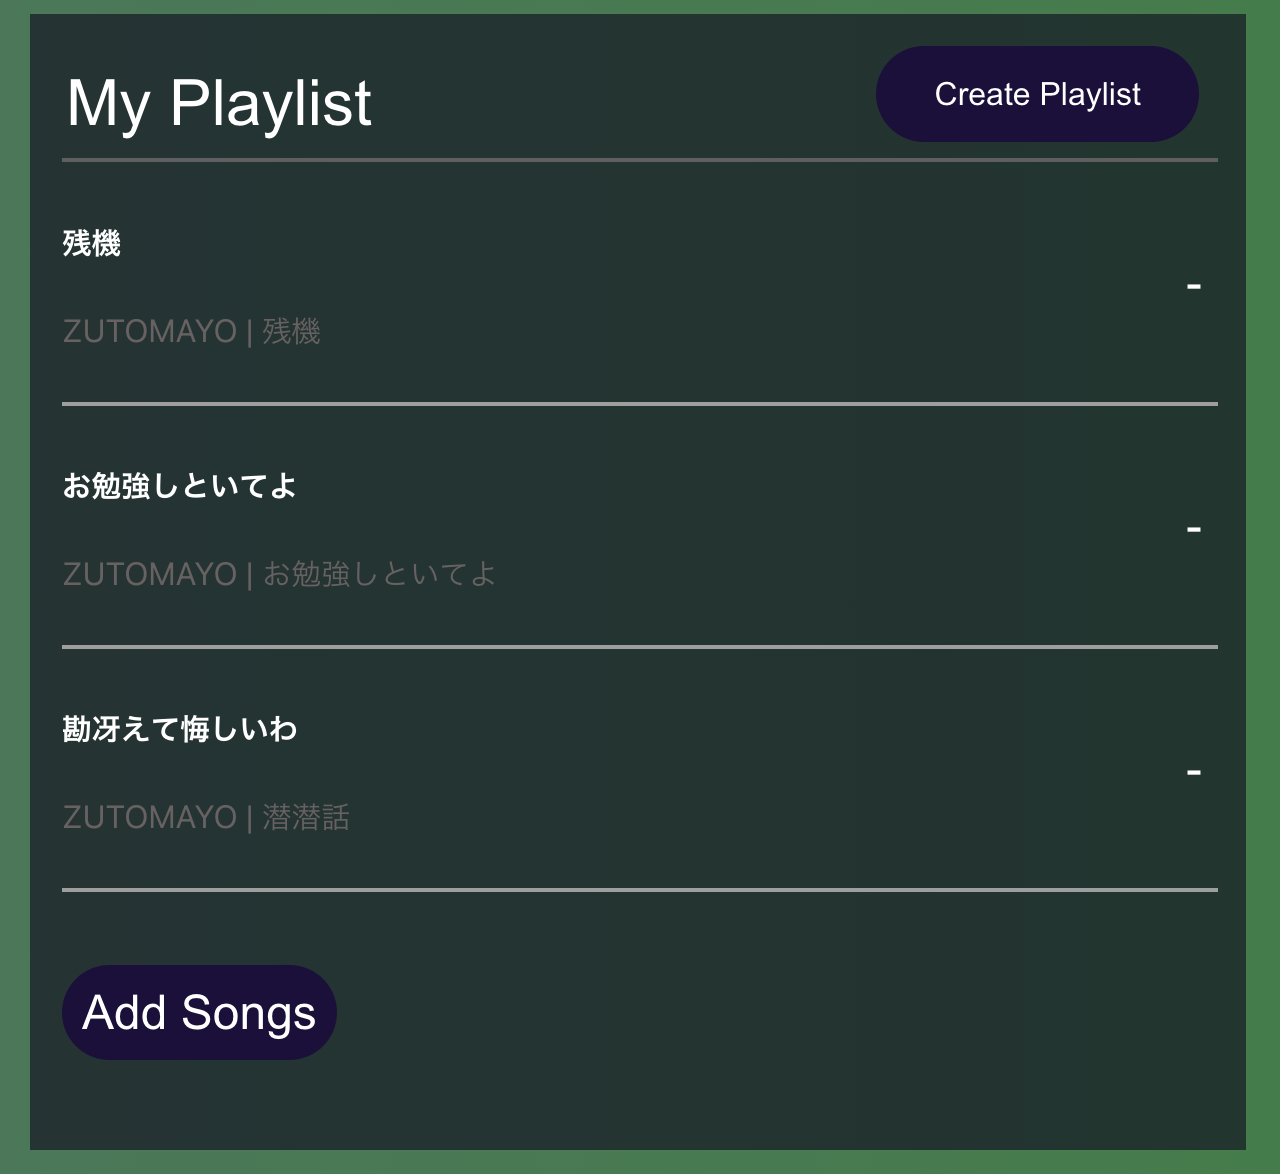 My Playlist
Create Playlist
残機
-
ZUTOMAYO | 残機
お勉強しといてよ
-
ZUTOMAYO | お勉強しといてよ
勘冴えて悔しいわ
-
ZUTOMAYO | 潜潜話
Add Songs